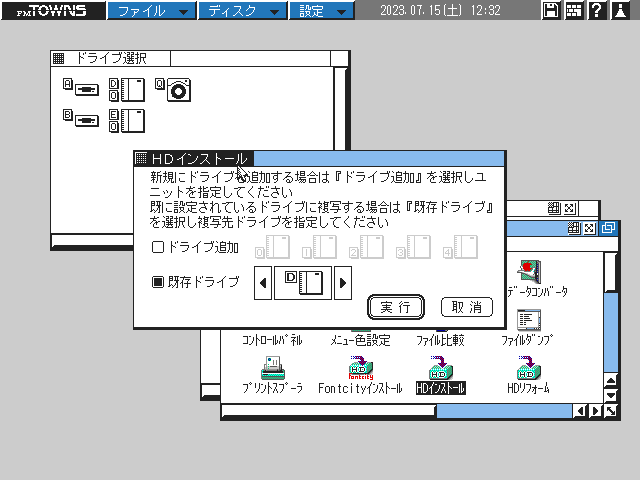 FM TOWNS ファイル ディスク 設定 2023.07.15(土) 12:32
ドライブ選択
A D 0 Q
B E 0
HDインストール
新規にドライブを追加する場合は『ドライブ追加』を選択しユ
ニットを指定してください
既に設定されているドライブに複写する場合は『既存ドライブ』
を選択し複写先ドライブを指定してください
ドライブ追加 0 1 2 3 4
既存ドライブ D
実行 取消
データコンバータ
コントロールパネル メニュー色設定 ファイル比較 ファイルダンプ
プリントスプーラ Fontcityインストール HDインストール HDリフォーム